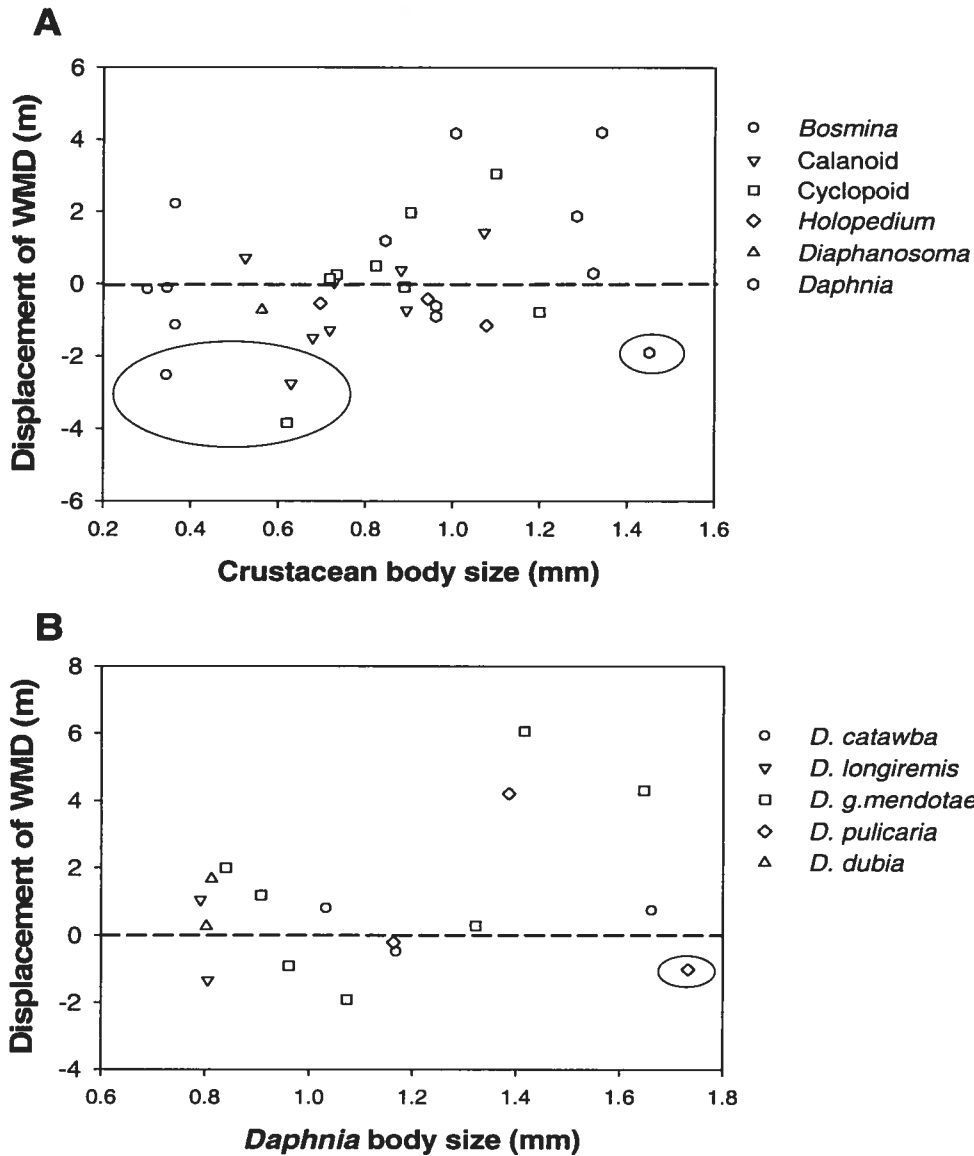 A
Displacement of WMD (m)
6
4
2
0
-2
-4
-6
0.2 0.4 0.6 0.8 1.0 1.2 1.4 1.6
Crustacean body size (mm)
Bosmina
Calanoid
Cyclopoid
Holopedium
Diaphanosoma
Daphnia
B
Displacement of WMD (m)
8
6
4
2
0
-2
-4
0.6 0.8 1.0 1.2 1.4 1.6 1.8
Daphnia body size (mm)
D. catawba
D. longiremis
D. g.mendotae
D. pulicaria
D. dubia